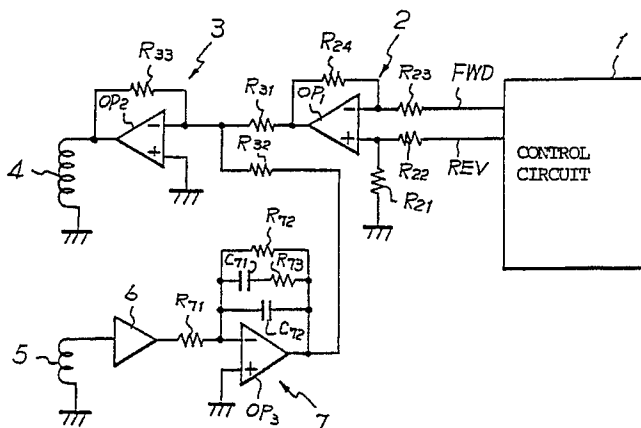 3
R33
R24
2
R31
OP1
R23
FWD
1
OP2
R32
R22
REV
CONTROL
CIRCUIT
4
R21
R72
C71
R73
6
R71
C72
5
OP3
7